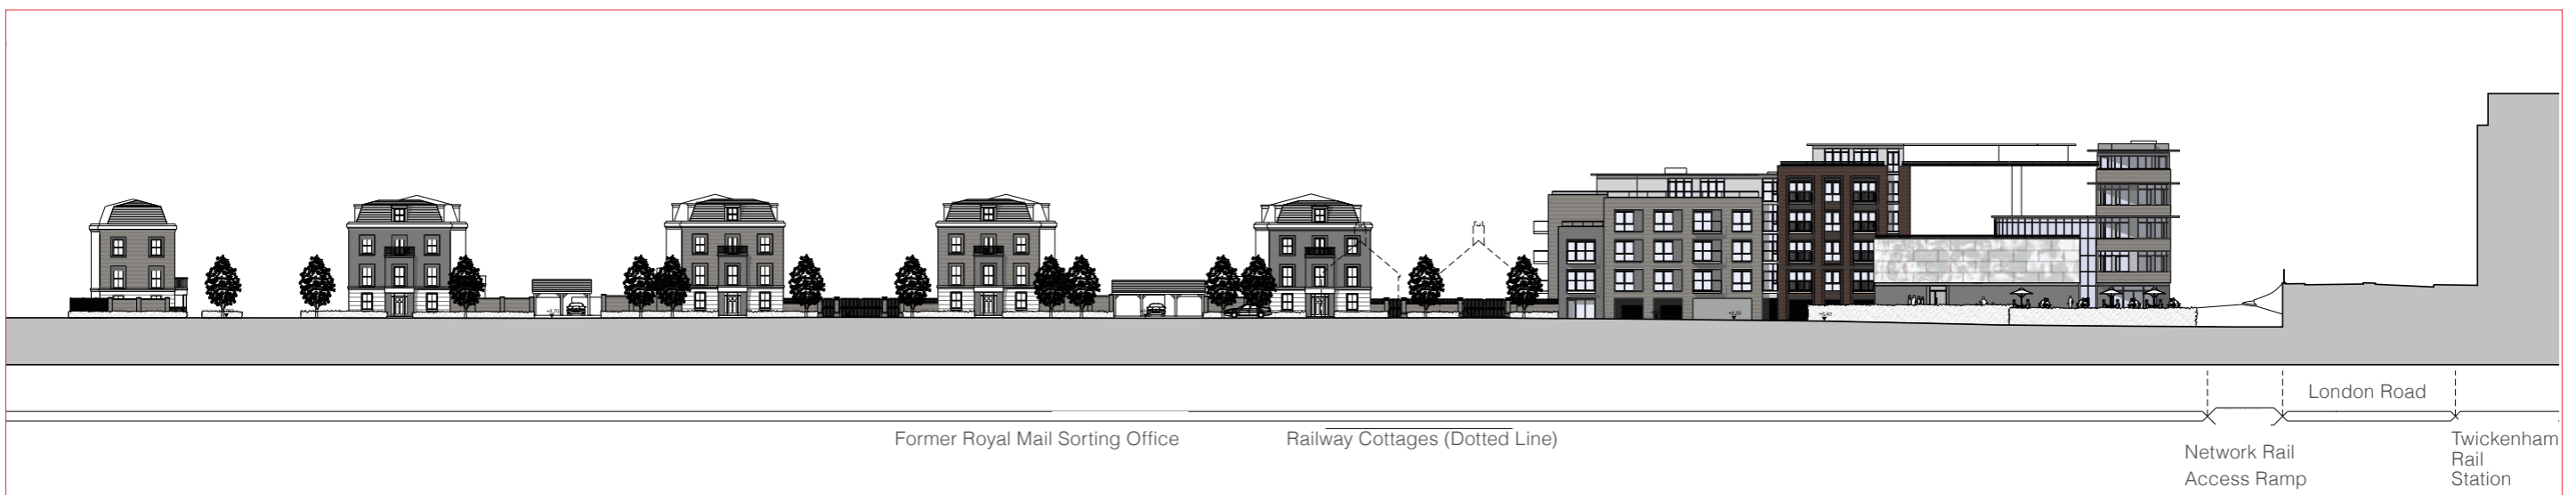 London Road
Former Royal Mail Sorting Office
Railway Cottages (Dotted Line)
Network Rail
Access Ramp
Twickenham
Rail
Station